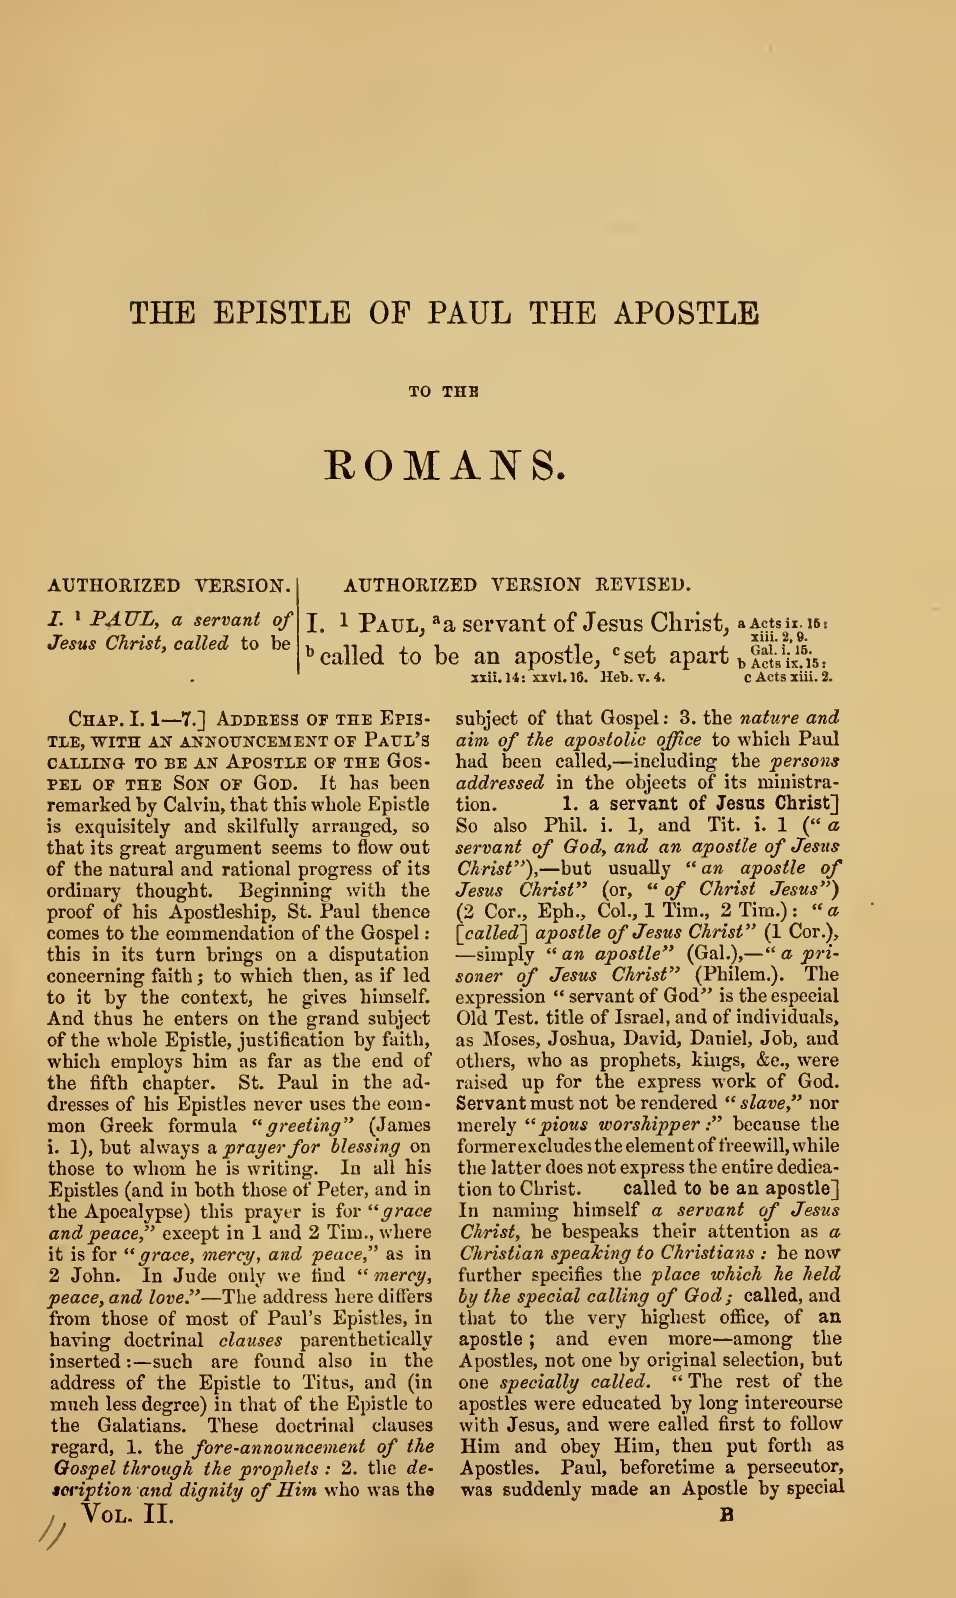 THE EPISTLE OF PAUL THE APOSTLE
TO THE
ROMANS.
AUTHORIZED VERSION.
I. ¹ PAUL, a servant of
Jesus Christ, called to be
AUTHORIZED VERSION REVISED.
I. 1 PAUL, ᵃa servant of Jesus Christ,
ᵇcalled to be an apostle, ᶜset apart
a Acts ix. 15:
xiii. 2, 9.
Gal. i. 15.
b Acts ix. 15:
xxii. 14: xxvi. 16. Heb. v. 4.
c Acts xiii. 2.
CHAP. I. 1—7.] ADDRESS OF THE EPIS-
TLE, WITH AN ANNOUNCEMENT OF PAUL'S
CALLING TO BE AN APOSTLE OF THE GOS-
PEL OF THE SON OF GOD. It has been
remarked by Calvin, that this whole Epistle
is exquisitely and skilfully arranged, so
that its great argument seems to flow out
of the natural and rational progress of its
ordinary thought. Beginning with the
proof of his Apostleship, St. Paul thence
comes to the commendation of the Gospel:
this in its turn brings on a disputation
concerning faith; to which then, as if led
to it by the context, he gives himself.
And thus he enters on the grand subject
of the whole Epistle, justification by faith,
which employs him as far as the end of
the fifth chapter. St. Paul in the ad-
dresses of his Epistles never uses the com-
mon Greek formula "greeting" (James
i. 1), but always a prayer for blessing on
those to whom he is writing. In all his
Epistles (and in both those of Peter, and in
the Apocalypse) this prayer is for "grace
and peace," except in 1 and 2 Tim., where
it is for "grace, mercy, and peace," as in
2 John. In Jude only we find "mercy,
peace, and love."—The address here differs
from those of most of Paul's Epistles, in
having doctrinal clauses parenthetically
inserted:—such are found also in the
address of the Epistle to Titus, and (in
much less degree) in that of the Epistle to
the Galatians. These doctrinal clauses
regard, 1. the fore-announcement of the
Gospel through the prophets: 2. the de-
scription and dignity of Him who was the
subject of that Gospel: 3. the nature and
aim of the apostolic office to which Paul
had been called,—including the persons
addressed in the objects of its ministra-
tion. 1. a servant of Jesus Christ]
So also Phil. i. 1, and Tit. i. 1 ("a
servant of God, and an apostle of Jesus
Christ"),—but usually "an apostle of
Jesus Christ" (or, "of Christ Jesus")
(2 Cor., Eph., Col., 1 Tim., 2 Tim.): "a
[called] apostle of Jesus Christ" (1 Cor.),
—simply "an apostle" (Gal.),—"a pri-
soner of Jesus Christ" (Philem.). The
expression "servant of God" is the especial
Old Test. title of Israel, and of individuals,
as Moses, Joshua, David, Daniel, Job, and
others, who as prophets, kings, &c., were
raised up for the express work of God.
Servant must not be rendered "slave," nor
merely "pious worshipper:" because the
former excludes the element of freewill, while
the latter does not express the entire dedica-
tion to Christ. called to be an apostle]
In naming himself a servant of Jesus
Christ, he bespeaks their attention as a
Christian speaking to Christians: he now
further specifies the place which he held
by the special calling of God; called, and
that to the very highest office, of an
apostle; and even more—among the
Apostles, not one by original selection, but
one specially called. "The rest of the
apostles were educated by long intercourse
with Jesus, and were called first to follow
Him and obey Him, then put forth as
Apostles. Paul, beforetime a persecutor,
was suddenly made an Apostle by special
VOL. II.
B